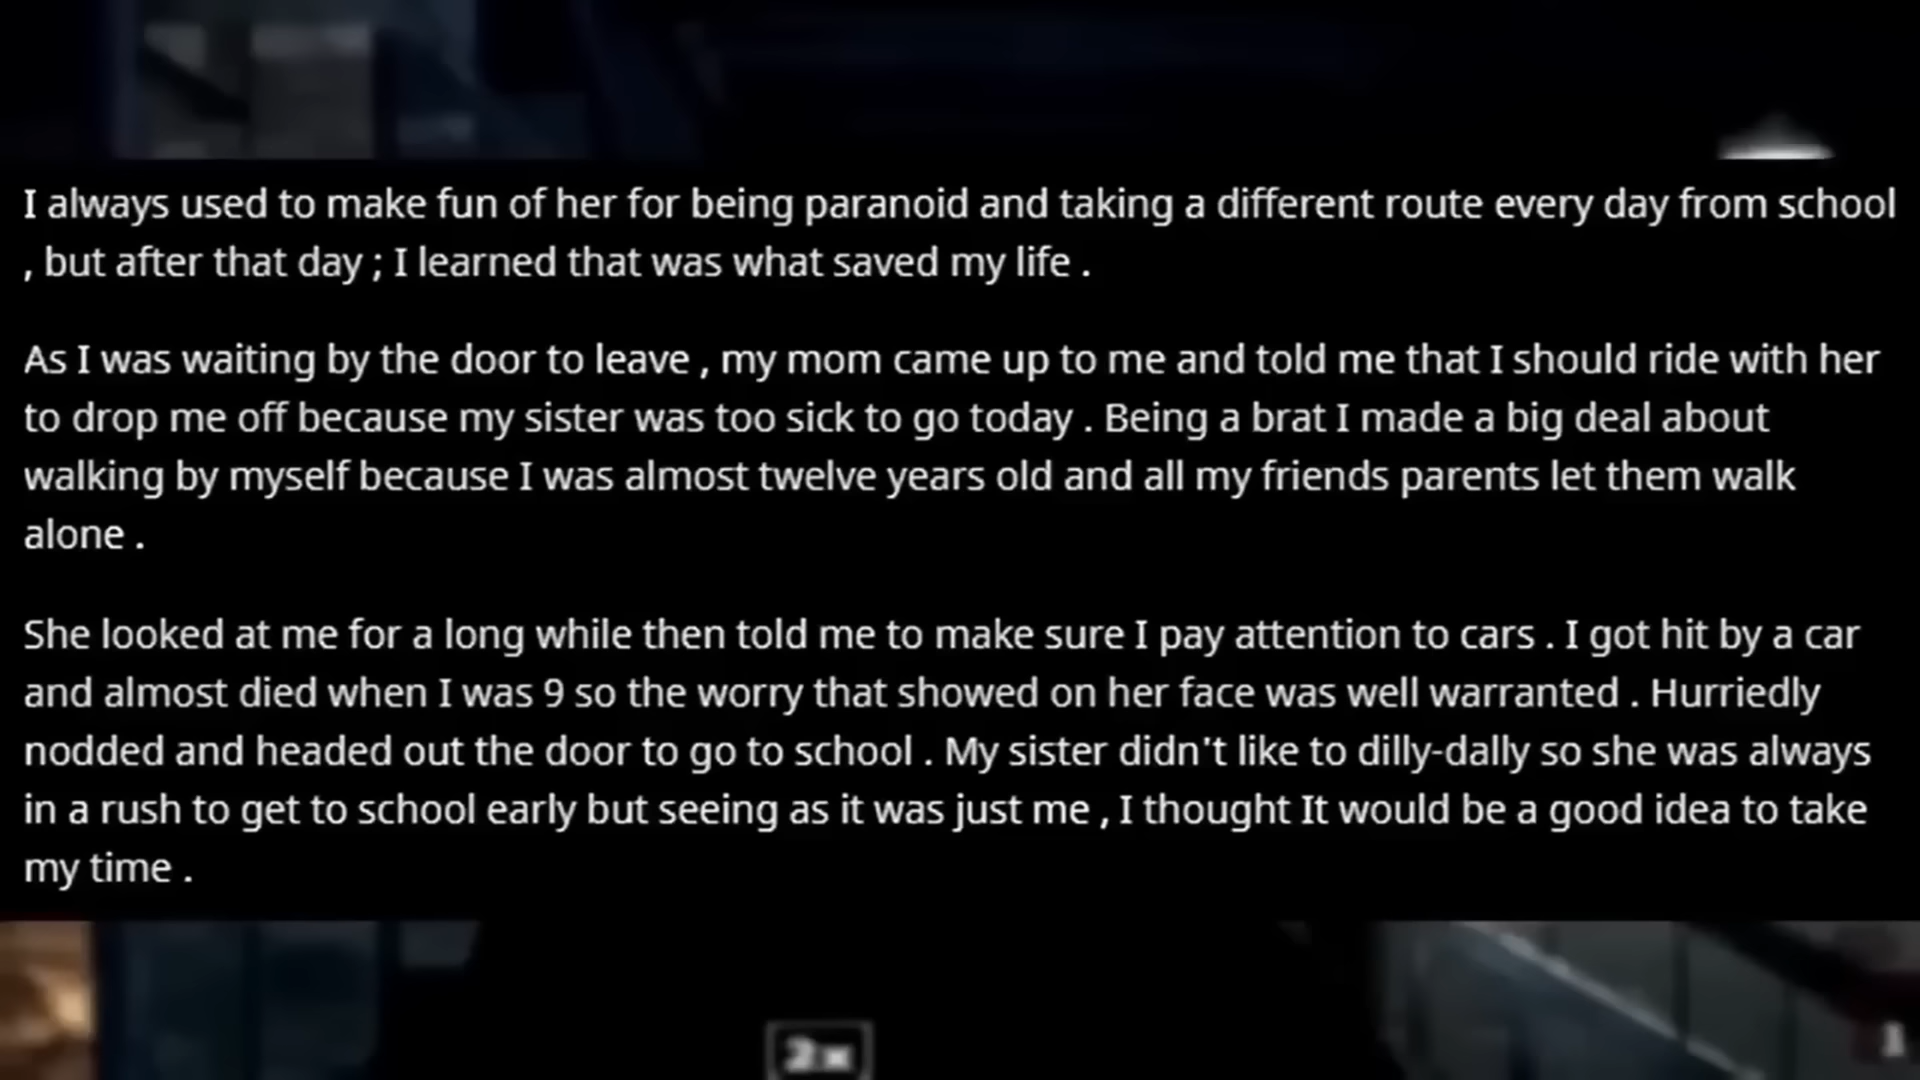 I always used to make fun of her for being paranoid and taking a different route every day from school
, but after that day ; I learned that was what saved my life .
As I was waiting by the door to leave , my mom came up to me and told me that I should ride with her
to drop me off because my sister was too sick to go today . Being a brat I made a big deal about
walking by myself because I was almost twelve years old and all my friends parents let them walk
alone .
She looked at me for a long while then told me to make sure I pay attention to cars . I got hit by a car
and almost died when I was 9 so the worry that showed on her face was well warranted . Hurriedly
nodded and headed out the door to go to school . My sister didn't like to dilly-dally so she was always
in a rush to get to school early but seeing as it was just me , I thought It would be a good idea to take
my time .
2x
1